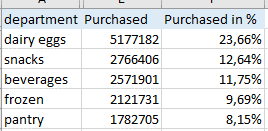 department Purchased Purchased in %
dairy eggs 5177182 23,66%
snacks 2766406 12,64%
beverages 2571901 11,75%
frozen 2121731 9,69%
pantry 1782705 8,15%